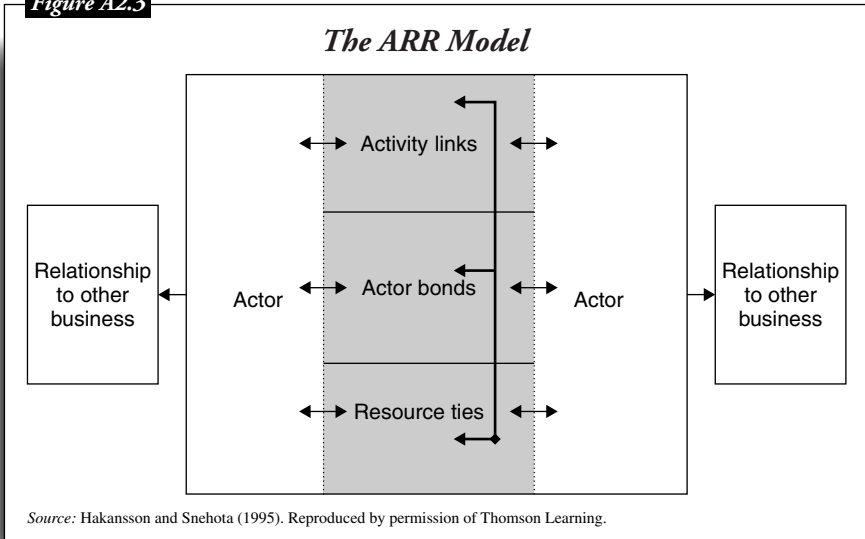 Figure A2.3
The ARR Model
Activity links
Relationship
to other
business
Actor
Actor bonds
Actor
Relationship
to other
business
Resource ties
Source: Hakansson and Snehota (1995). Reproduced by permission of Thomson Learning.